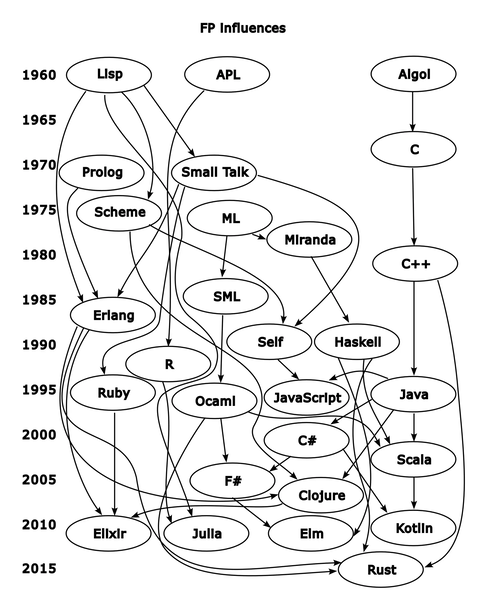 FP Influences
1960 Lisp APL Algol
1965
C
1970 Prolog Small Talk
1975 Scheme ML
Miranda
1980 C++
1985 SML
Erlang
1990 Self Haskell
R
1995 Ruby Ocaml JavaScript Java
2000 C#
Scala
2005 F#
Clojure
2010 Elixir Julia Elm Kotlin
2015 Rust